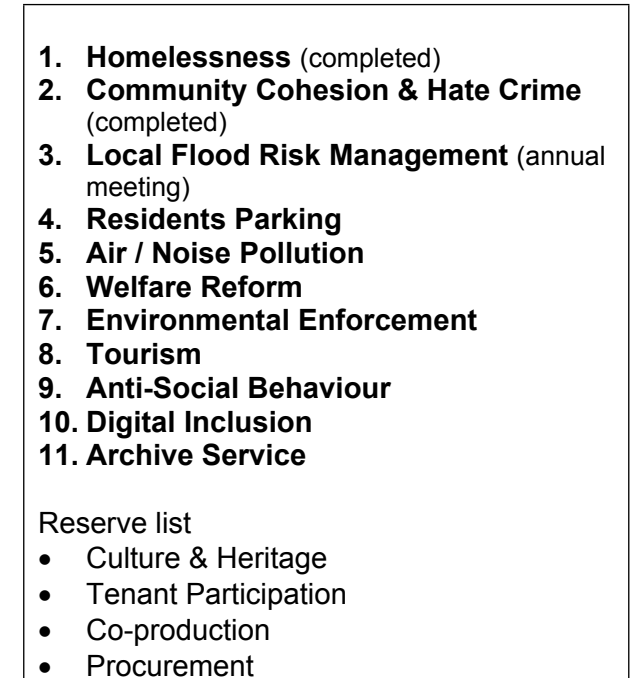 1. Homelessness (completed)
2. Community Cohesion & Hate Crime
(completed)
3. Local Flood Risk Management (annual
meeting)
4. Residents Parking
5. Air / Noise Pollution
6. Welfare Reform
7. Environmental Enforcement
8. Tourism
9. Anti-Social Behaviour
10. Digital Inclusion
11. Archive Service
Reserve list
• Culture & Heritage
• Tenant Participation
• Co-production
• Procurement